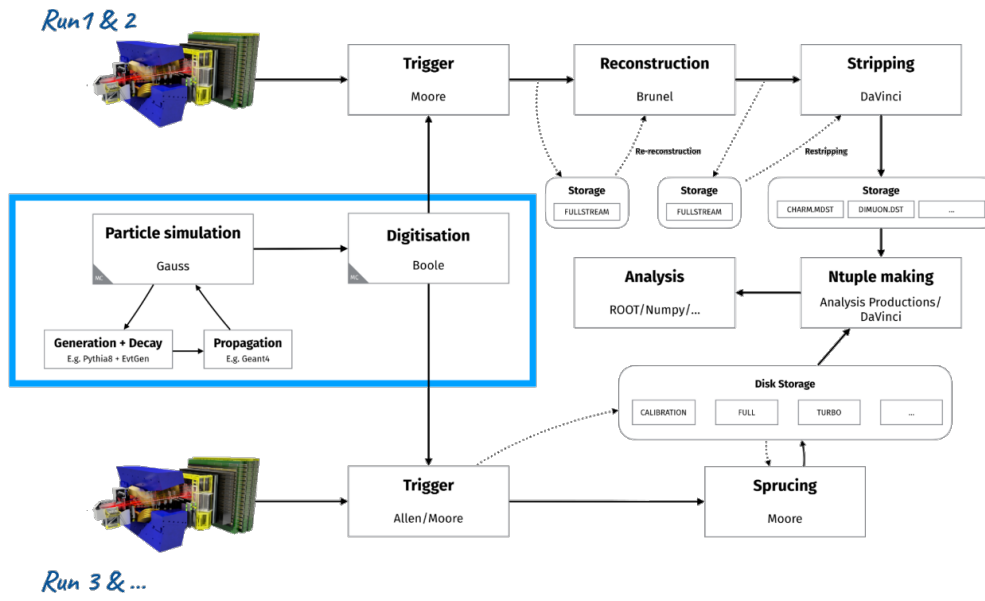 Run 1 & 2
Trigger
Moore
Reconstruction
Brunel
Stripping
DaVinci
Re-reconstruction
Restripping
Storage
FULLSTREAM
Storage
FULLSTREAM
Storage
CHARM.MDST
DIMUON.DST
...
Particle simulation
Gauss
MC
Digitisation
Boole
MC
Generation + Decay
E.g. Pythia8 + EvtGen
Propagation
E.g. Geant4
Analysis
ROOT/Numpy/...
Ntuple making
Analysis Productions/
DaVinci
Disk Storage
CALIBRATION
FULL
TURBO
...
Trigger
Allen/Moore
Sprucing
Moore
Run 3 & ...